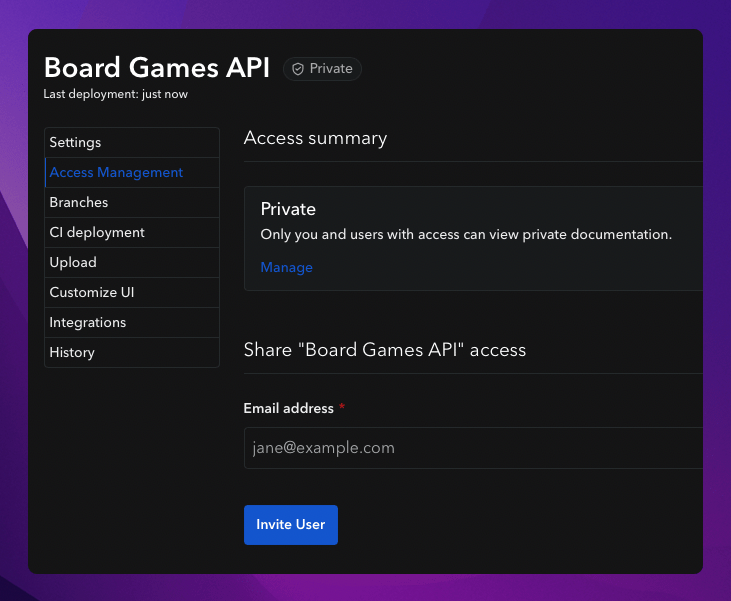 Board Games API Private
Last deployment: just now
Settings
Access Management
Branches
CI deployment
Upload
Customize UI
Integrations
History
Access summary
Private
Only you and users with access can view private documentation.
Manage
Share "Board Games API" access
Email address *
jane@example.com
Invite User